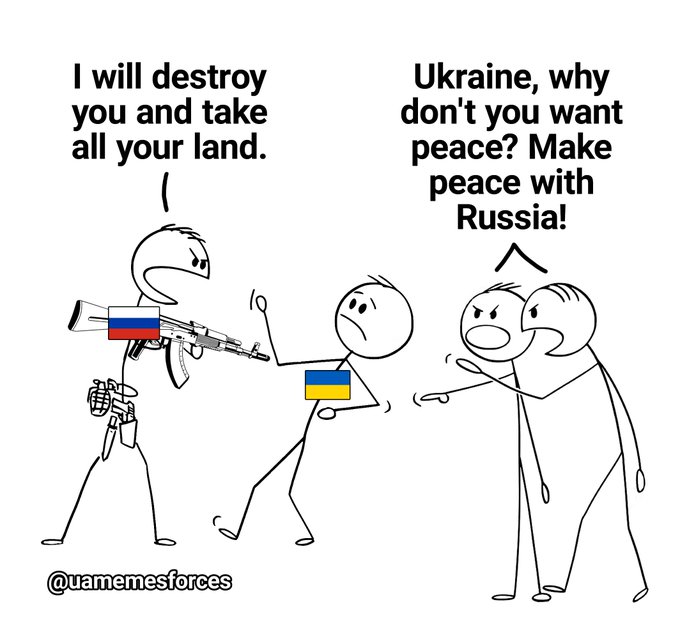 I will destroy
you and take
all your land.
Ukraine, why
don't you want
peace? Make
peace with
Russia!
@uamemesforces